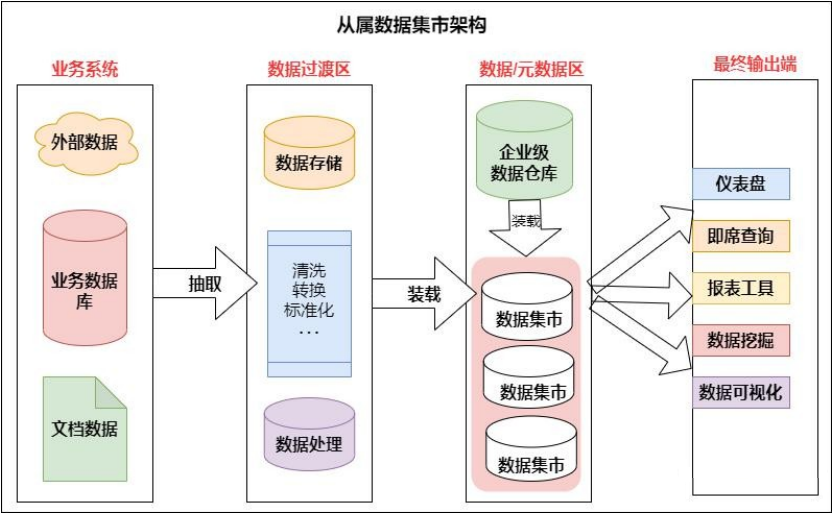 从属数据集市架构
业务系统
外部数据
业务数据
库
文档数据
抽取
数据过渡区
数据存储
清洗
转换
标准化
...
数据处理
装载
数据/元数据区
企业级
数据仓库
装载
数据集市
数据集市
数据集市
最终输出端
仪表盘
即席查询
报表工具
数据挖掘
数据可视化